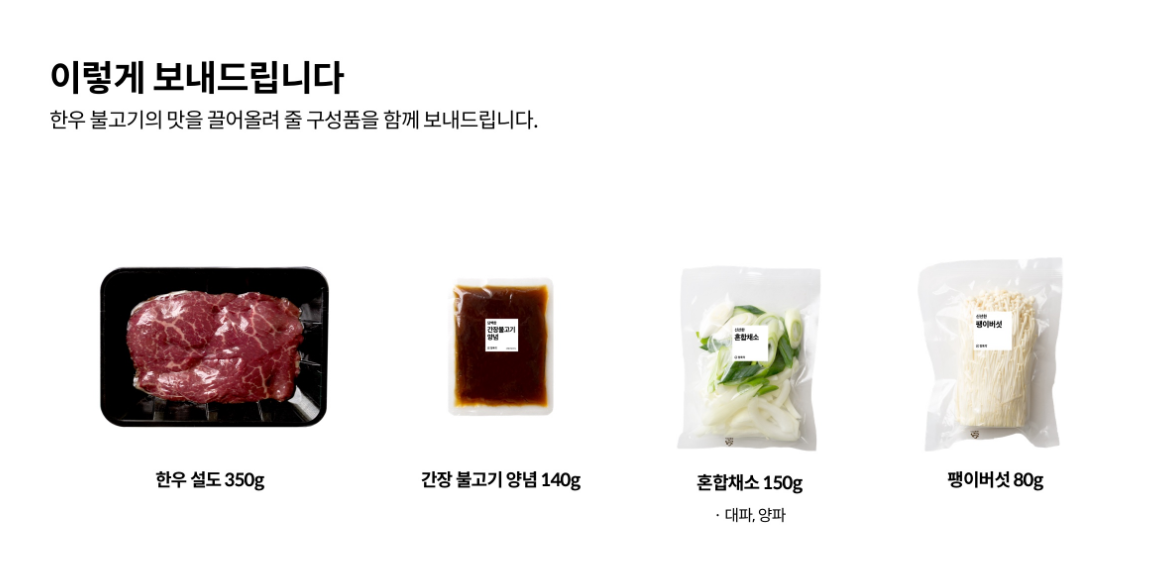 이렇게 보내드립니다
한우 불고기의 맛을 끌어올려 줄 구성품을 함께 보내드립니다.
간장불고기
양념
혼합채소
팽이버섯
한우 설도 350g
간장 불고기 양념 140g
혼합채소 150g
팽이버섯 80g
· 대파, 양파